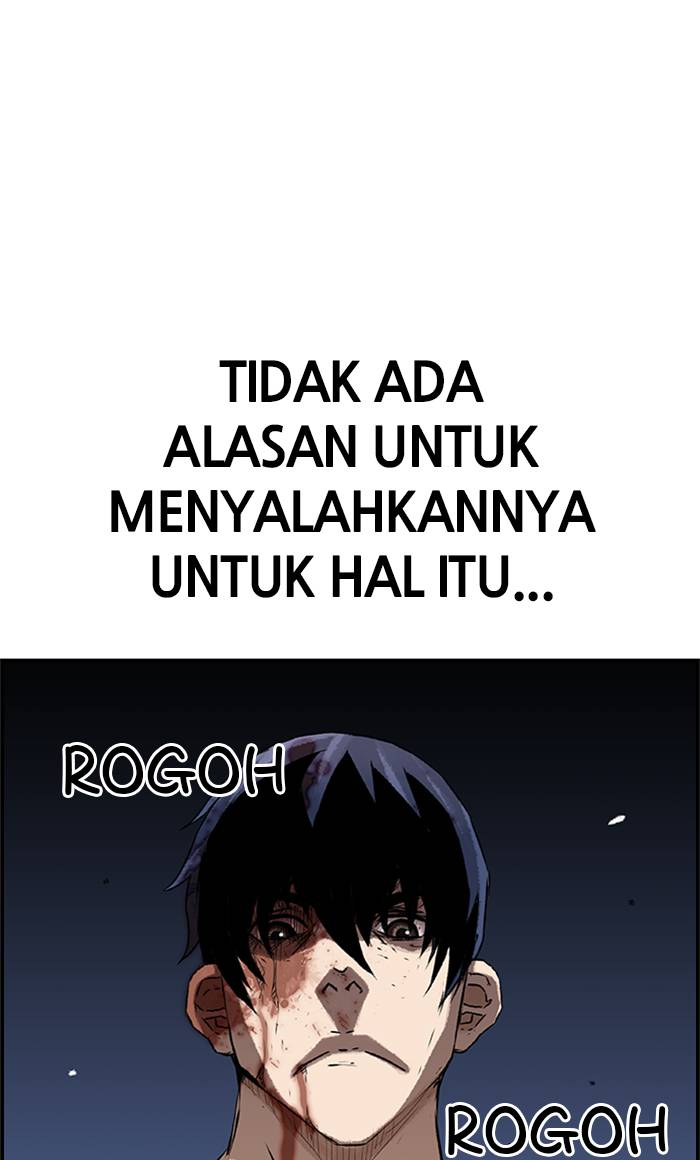 TIDAK ADA
ALASAN UNTUK
MENYALAHKANNYA
UNTUK HAL ITU...
ROGOH
ROGOH